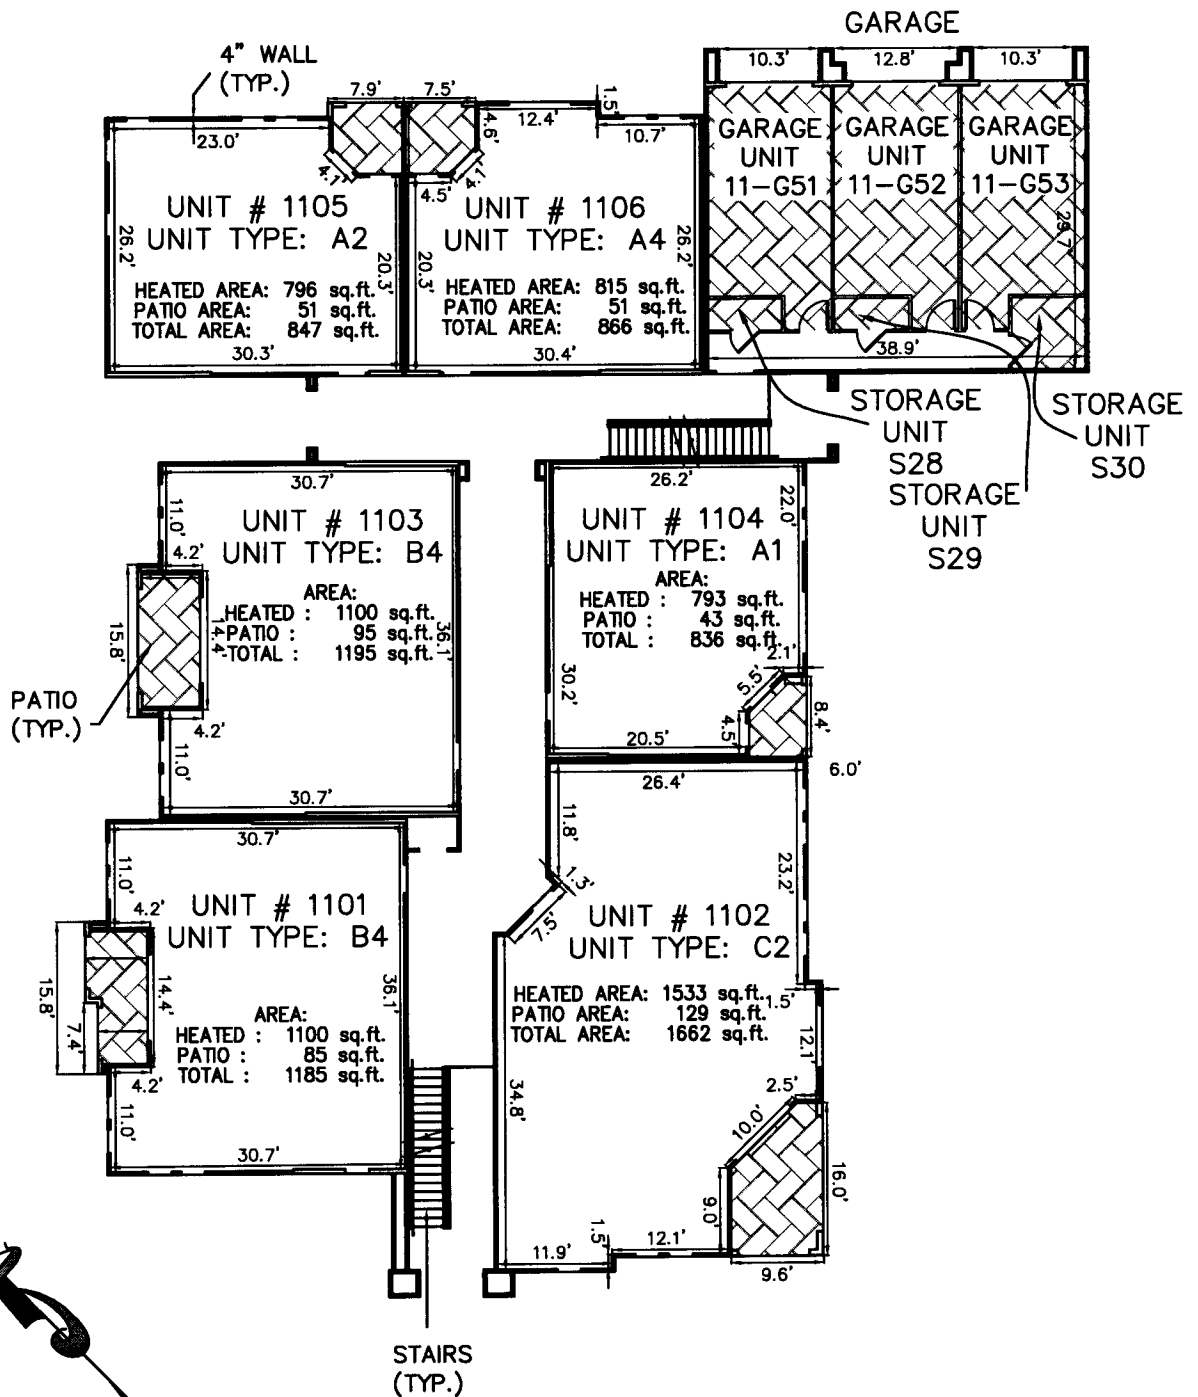 GARAGE
10.3'
12.8'
10.3'
4" WALL
(TYP.)
7.9'
7.5'
1.5'
23.0'
4.6'
12.4'
10.7'
4.1'
4.1'
4.5'
UNIT # 1105
UNIT TYPE: A2
26.2'
20.3'
HEATED AREA: 796 sq.ft.
PATIO AREA: 51 sq.ft.
TOTAL AREA: 847 sq.ft.
30.3'
UNIT # 1106
UNIT TYPE: A4
20.3'
26.2'
HEATED AREA: 815 sq.ft.
PATIO AREA: 51 sq.ft.
TOTAL AREA: 866 sq.ft.
30.4'
GARAGE
UNIT
11-G51
GARAGE
UNIT
11-G52
GARAGE
UNIT
11-G53
29.7
38.9'
STORAGE
UNIT
S28
STORAGE
UNIT
S29
STORAGE
UNIT
S30
30.7'
11.0'
UNIT # 1103
UNIT TYPE: B4
4.2'
AREA:
HEATED : 1100 sq.ft.
PATIO : 95 sq.ft.
TOTAL : 1195 sq.ft.
15.8'
14.4'
36.1'
PATIO
(TYP.)
4.2'
11.0'
30.7'
26.2'
22.0'
UNIT # 1104
UNIT TYPE: A1
AREA:
HEATED : 793 sq.ft.
PATIO : 43 sq.ft.
TOTAL : 836 sq.ft.
2.1'
30.2'
5.5'
8.4'
4.5'
20.5'
6.0'
30.7'
11.0'
4.2'
UNIT # 1101
UNIT TYPE: B4
15.8'
14.4'
36.1'
7.4'
AREA:
HEATED : 1100 sq.ft.
PATIO : 85 sq.ft.
TOTAL : 1185 sq.ft.
4.2'
11.0'
30.7'
26.4'
11.8'
23.2'
1.3'
7.5'
UNIT # 1102
UNIT TYPE: C2
HEATED AREA: 1533 sq.ft.
PATIO AREA: 129 sq.ft.
TOTAL AREA: 1662 sq.ft.
1.5'
12.1'
34.8'
2.5'
10.0'
16.0'
9.0'
1.5'
11.9'
12.1'
9.6'
STAIRS
(TYP.)